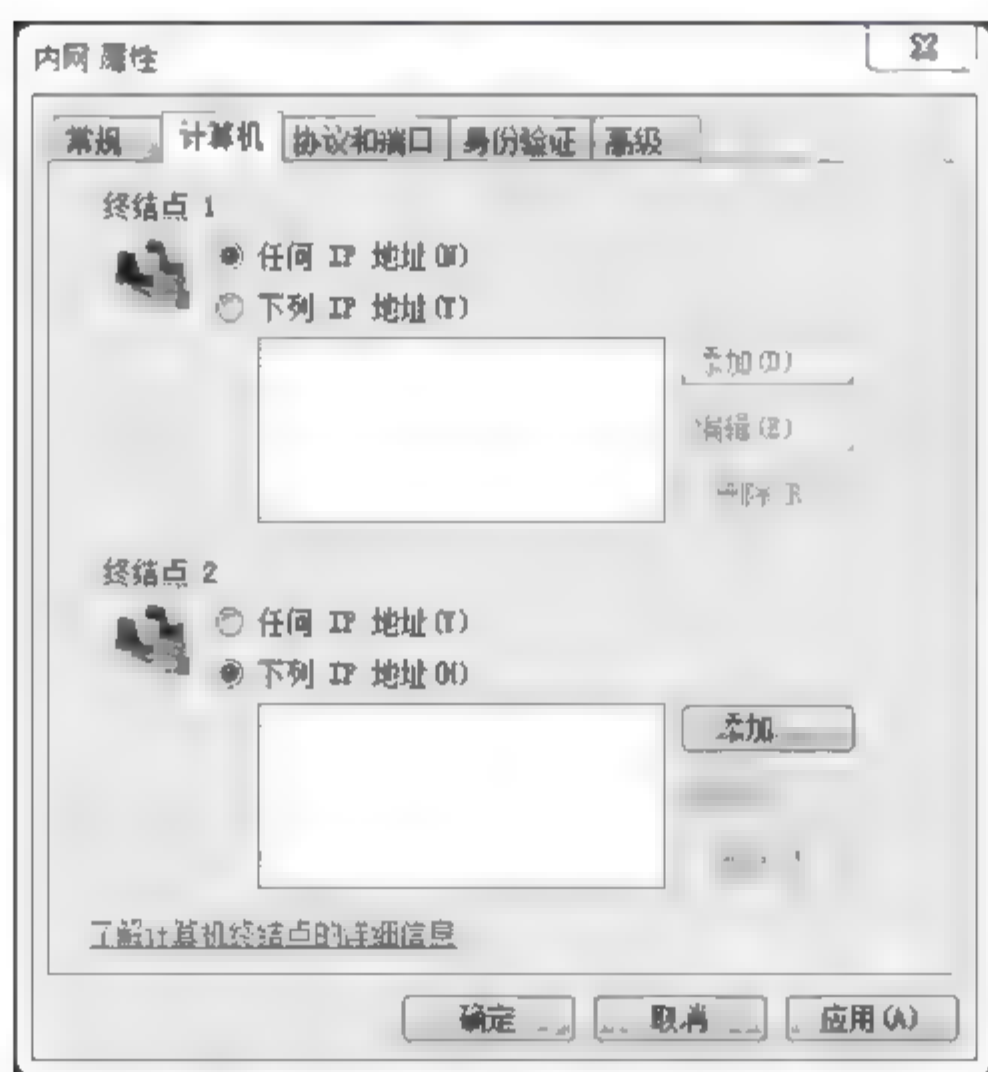 内网 属性
常规 计算机 协议和端口 身份验证 高级
终结点 1
任何 IP 地址(N)
下列 IP 地址(T)
添加(D)
编辑(E)
删除 R
终结点 2
任何 IP 地址(Y)
下列 IP 地址(H)
添加
了解计算机终结点的详细信息
确定 取消 应用(A)